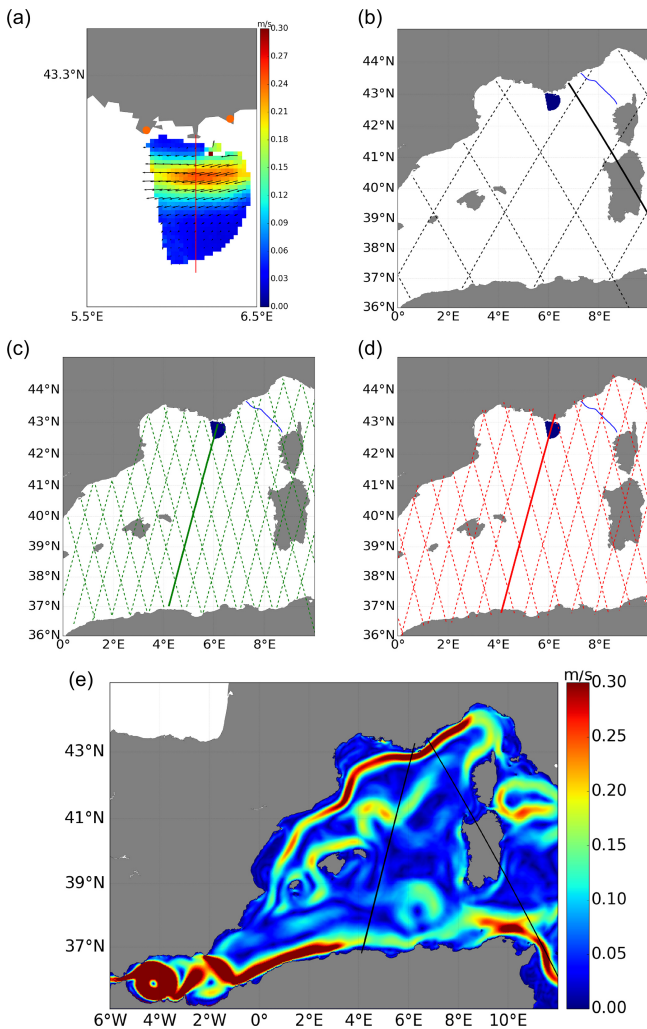 (a)
m/s
0.30
0.27
0.24
0.21
0.18
0.15
0.12
0.09
0.06
0.03
0.00
43.3°N
5.5°E
6.5°E
(b)
44°N
43°N
42°N
41°N
40°N
39°N
38°N
37°N
36°N
0°
2°E
4°E
6°E
8°E
(c)
44°N
43°N
42°N
41°N
40°N
39°N
38°N
37°N
36°N
0°
2°E
4°E
6°E
8°E
(d)
44°N
43°N
42°N
41°N
40°N
39°N
38°N
37°N
36°N
0°
2°E
4°E
6°E
8°E
(e)
m/s
0.30
0.25
0.20
0.15
0.10
0.05
0.00
43°N
41°N
39°N
37°N
6°W
4°W
2°W
0°
2°E
4°E
6°E
8°E
10°E